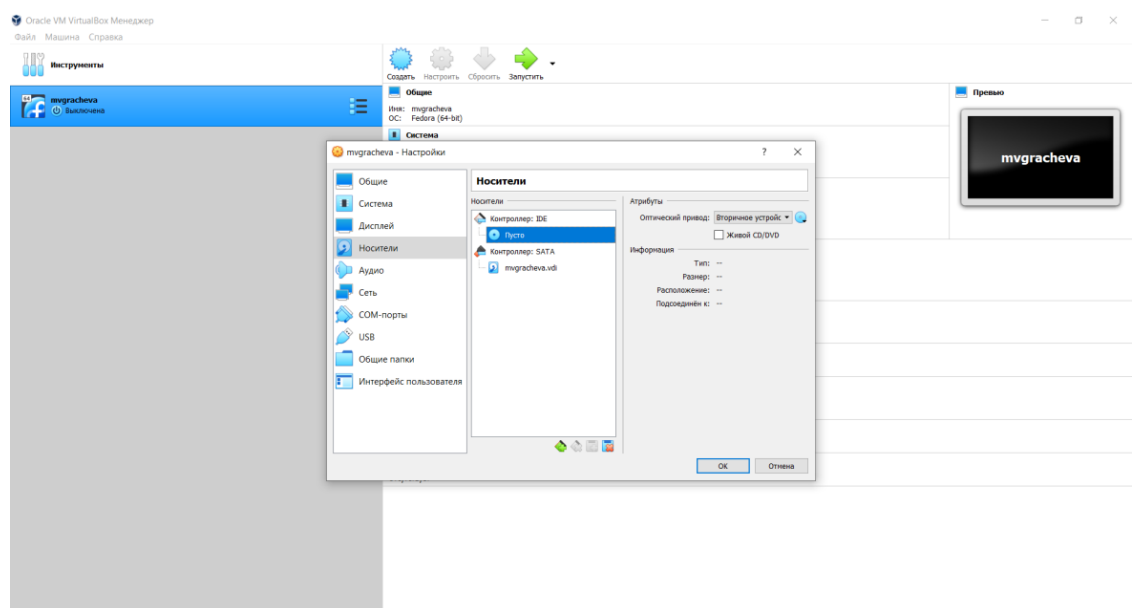 Oracle VM VirtualBox Менеджер
Файл Машина Справка
Инструменты
Создать Настроить Сбросить Запустить
64
mvgracheva
Выключена
Общие
Имя: mvgracheva
ОС: Fedora (64-bit)
Система
Превью
mvgracheva
mvgracheva - Настройки
?
Общие
Система
Дисплей
Носители
Аудио
Сеть
COM-порты
USB
Общие папки
Интерфейс пользователя
Носители
Носители
Контроллер: IDE
Пусто
Контроллер: SATA
mvgracheva.vdi
Атрибуты
Оптический привод: Вторичное устройс
Живой CD/DVD
Информация
Тип: --
Размер: --
Расположение: --
Подсоединён к: --
OK Отмена